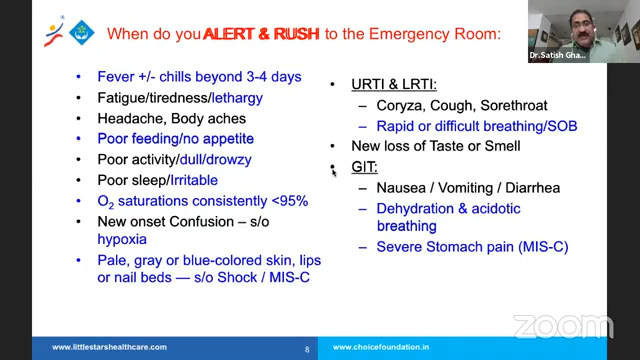 When do you ALERT & RUSH to the Emergency Room:
Dr.Satish Gha...
• Fever +/- chills beyond 3-4 days
• Fatigue/tiredness/lethargy
• Headache, Body aches
• Poor feeding/no appetite
• Poor activity/dull/drowzy
• Poor sleep/Irritable
• O₂ saturations consistently <95%
• New onset Confusion – s/o
hypoxia
• Pale, gray or blue-colored skin, lips
or nail beds — s/o Shock / MIS-C
• URTI & LRTI:
– Coryza, Cough, Sorethroat
– Rapid or difficult breathing/SOB
• New loss of Taste or Smell
• GIT:
– Nausea / Vomiting / Diarrhea
– Dehydration & acidotic
breathing
– Severe Stomach pain (MIS-C)
zoom
www.littlestarshealthcare.com
8
www.choicefoundation.in